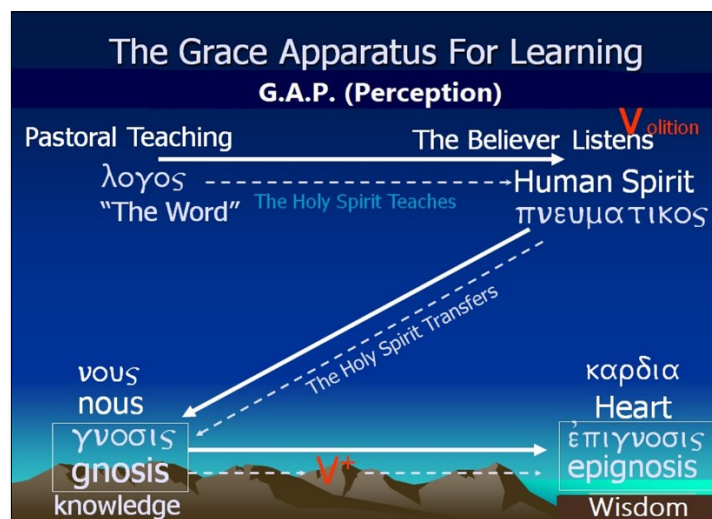 The Grace Apparatus For Learning
G.A.P. (Perception)
Volition
Pastoral Teaching The Believer Listens
λογος Human Spirit
"The Word" The Holy Spirit Teaches πνευματικος
The Holy Spirit Transfers
νους καρδια
nous Heart
γνοσις ἐπιγνοσις
gnosis V+ epignosis
knowledge Wisdom